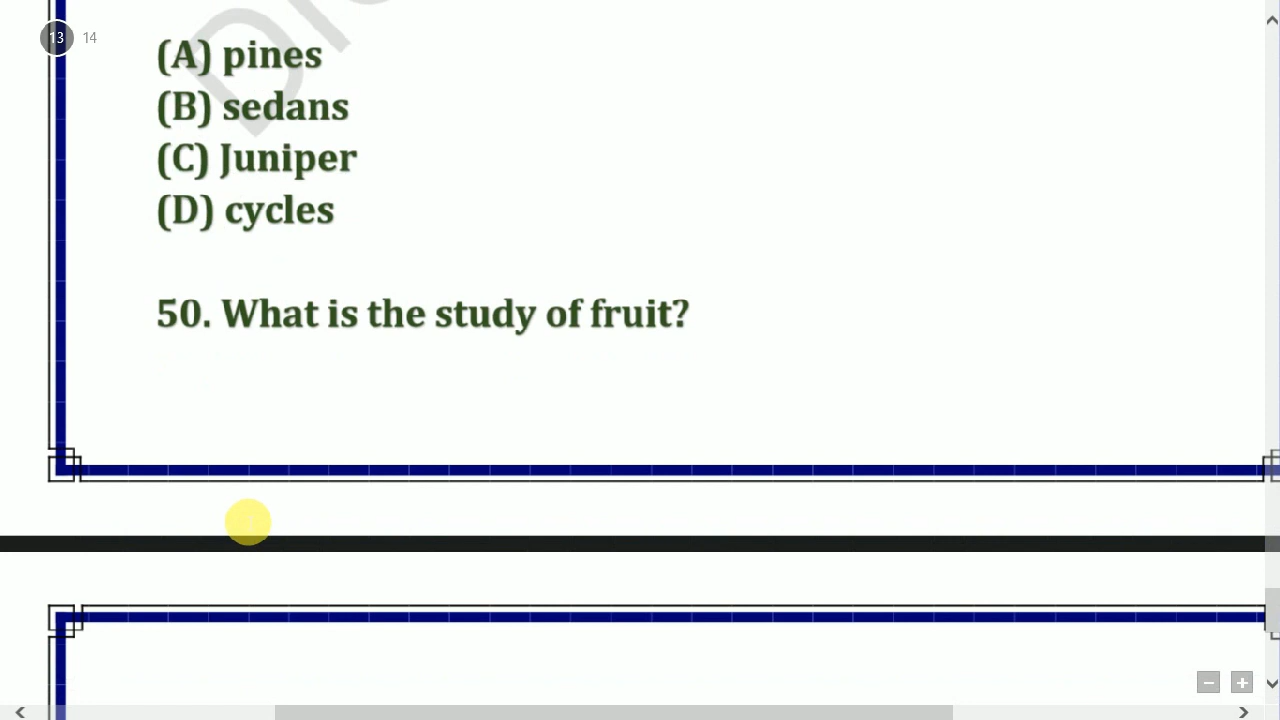 13 14
(A) pines
(B) sedans
(C) Juniper
(D) cycles
50. What is the study of fruit?